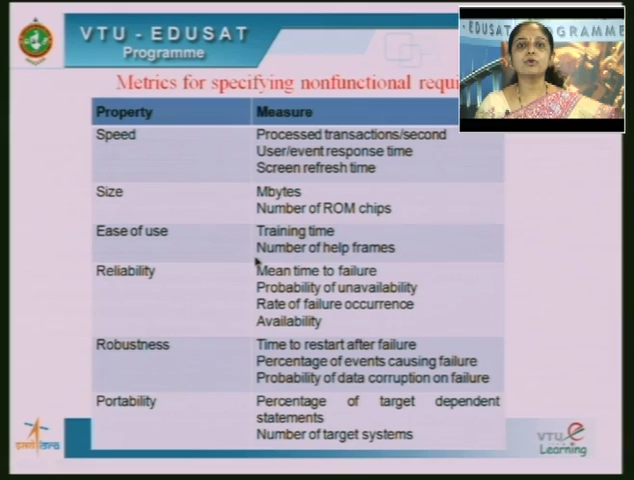 VTU - EDUSAT
Programme
EDUSAT PROGRAMME
Metrics for specifying nonfunctional requi
Property Measure
Speed Processed transactions/second
User/event response time
Screen refresh time
Size Mbytes
Number of ROM chips
Ease of use Training time
Number of help frames
Reliability Mean time to failure
Probability of unavailability
Rate of failure occurrence
Availability
Robustness Time to restart after failure
Percentage of events causing failure
Probability of data corruption on failure
Portability Percentage of target dependent
statements
Number of target systems
VTU e
Learning